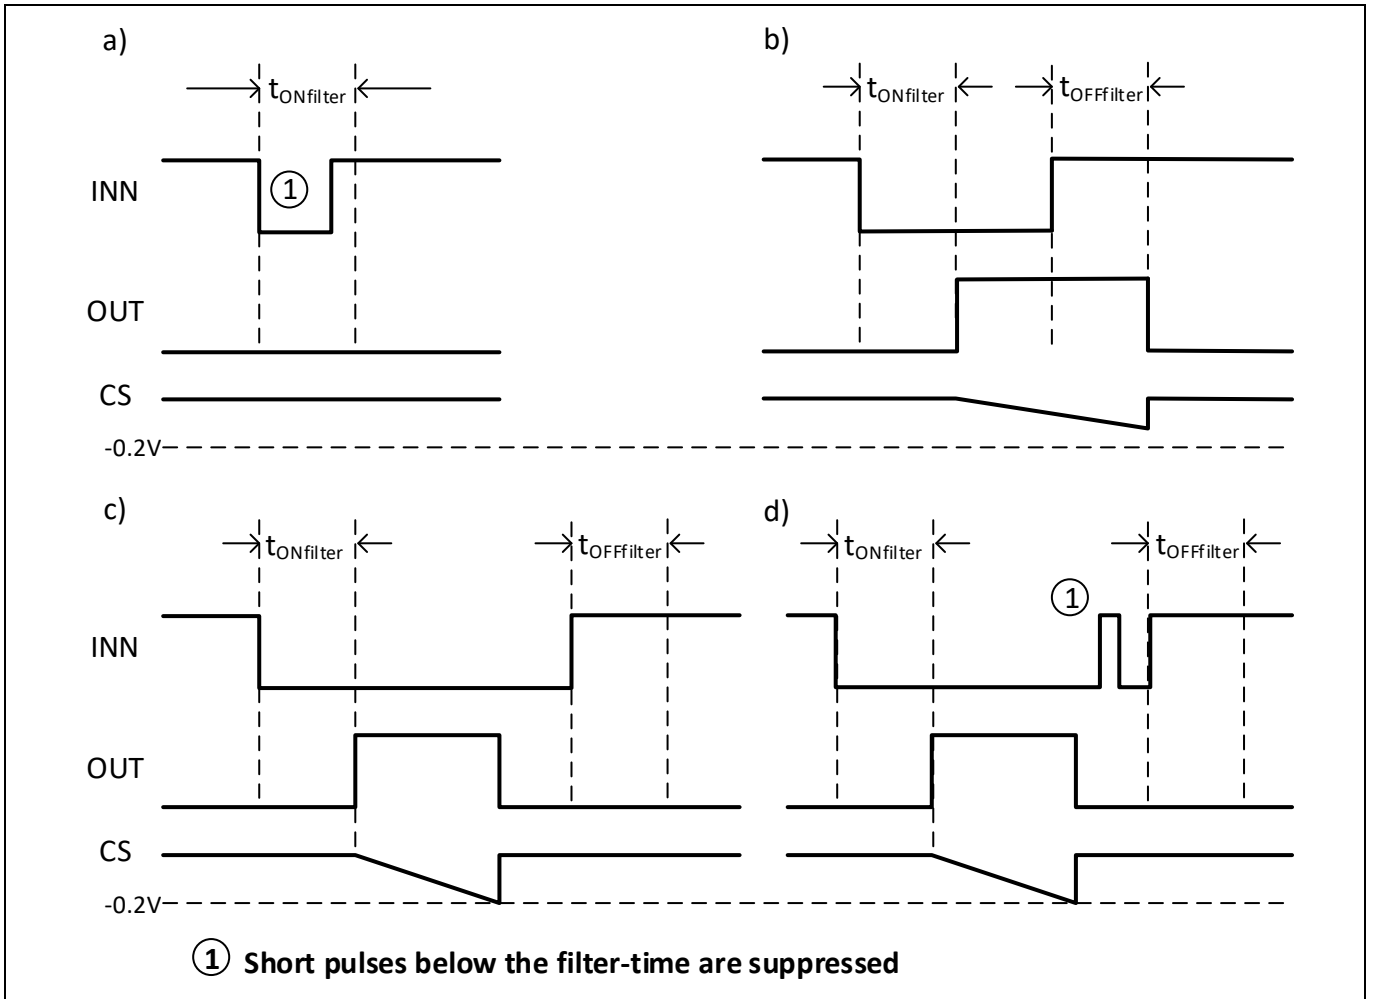 a)
tONfilter
INN
1
OUT
CS
-0.2V
b)
tONfilter
tOFFfilter
c)
tONfilter
tOFFfilter
INN
OUT
CS
-0.2V
d)
tONfilter
tOFFfilter
1
1 Short pulses below the filter-time are suppressed